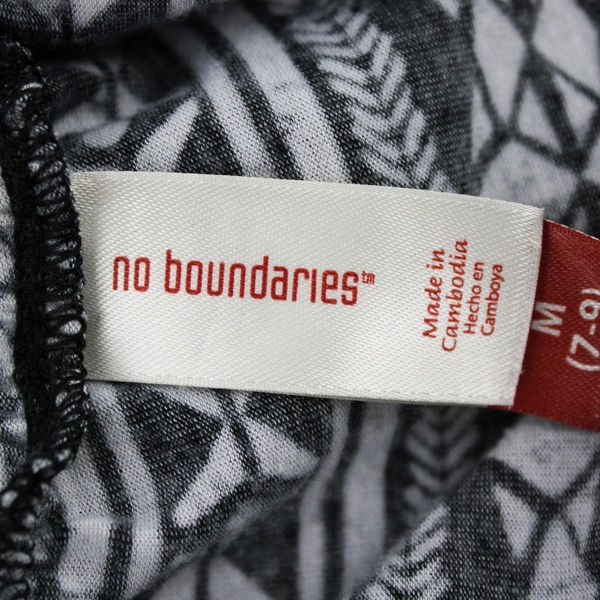 no boundaries™
Made in
Cambodia
Hecho en
Camboya
M
(7-9)